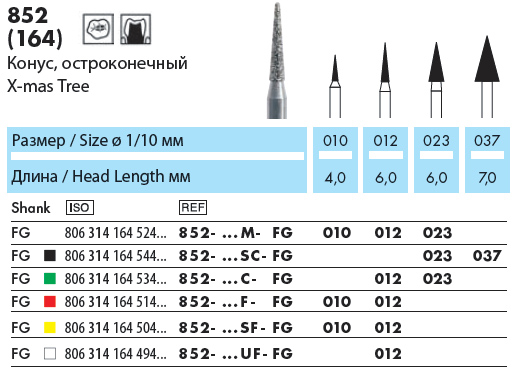 852
(164)
Конус, остроконечный
X-mas Tree
Размер / Size ø 1/10 мм 010 012 023 037
Длина / Head Length мм 4,0 6,0 6,0 7,0
Shank ISO REF
FG 806 314 164 524... 852- ...M- FG 010 012 023
FG 806 314 164 544... 852- ...SC- FG 023 037
FG 806 314 164 534... 852- ...C- FG 012 023
FG 806 314 164 514... 852- ...F- FG 010 012
FG 806 314 164 504... 852- ...SF- FG 010 012
FG 806 314 164 494... 852- ...UF- FG 012